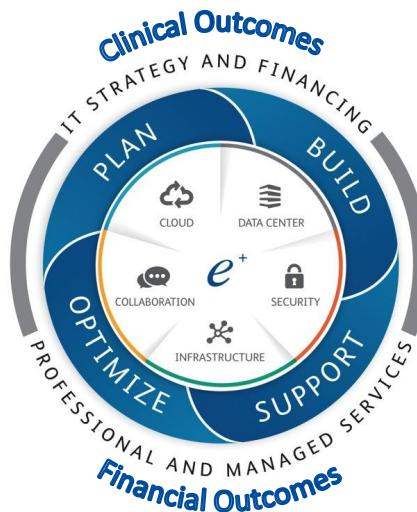 Clinical Outcomes
IT STRATEGY AND FINANCING
PLAN
BUILD
CLOUD
DATA CENTER
e+
COLLABORATION
SECURITY
INFRASTRUCTURE
OPTIMIZE
SUPPORT
PROFESSIONAL AND MANAGED SERVICES
Financial Outcomes